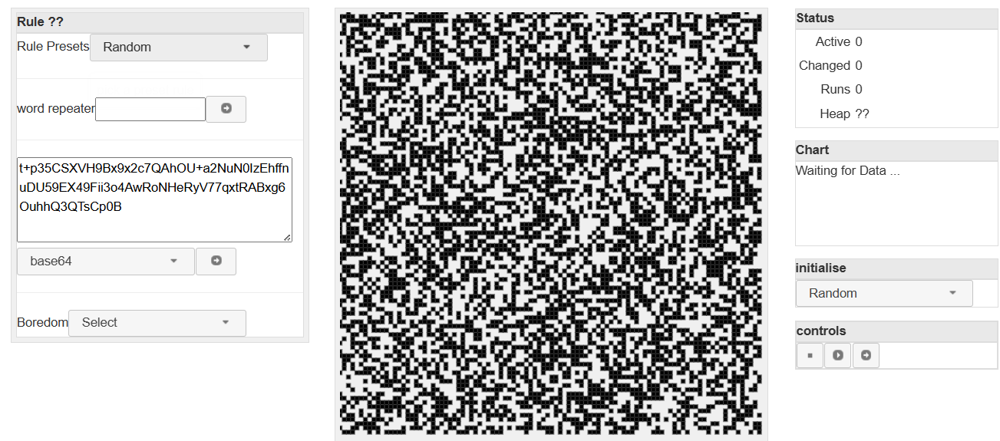 Rule ??
Rule Presets Random
word repeater
t+p35CSXVH9Bx9x2c7QAhOU+a2NuN0IzEhffn
uDU59EX49Fii3o4AwRoNHeRyV77qxtRABxg6
OuhhQ3QTsCp0B
base64
Boredom Select
Status
Active 0
Changed 0
Runs 0
Heap ??
Chart
Waiting for Data ...
initialise
Random
controls